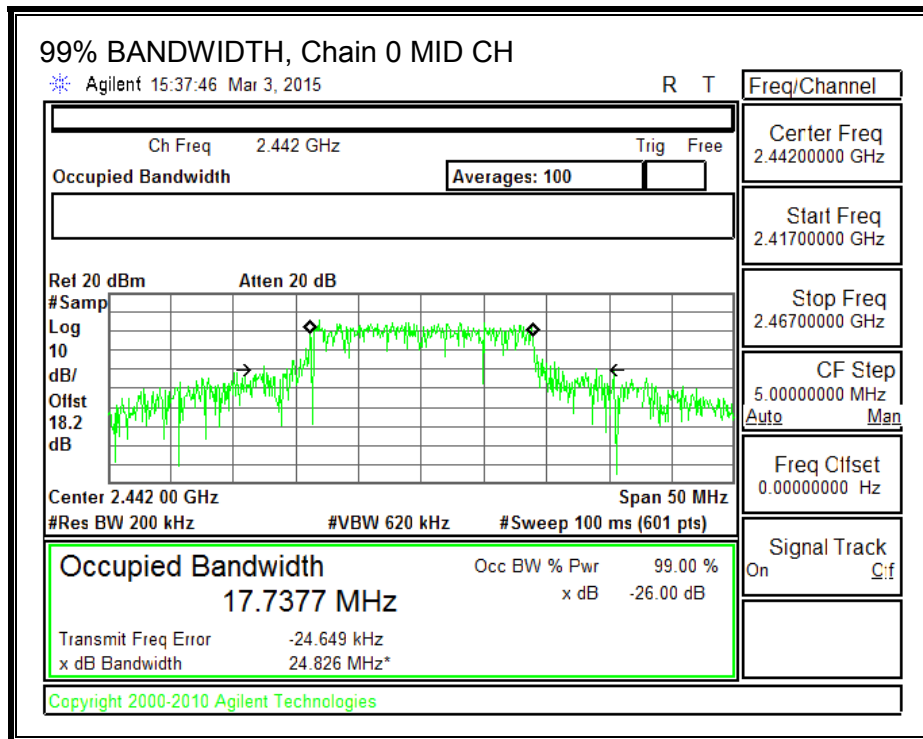 99% BANDWIDTH, Chain 0 MID CH
Agilent 15:37:46 Mar 3, 2015 R T
Freq/Channel
Ch Freq 2.442 GHz Trig Free
Occupied Bandwidth Averages: 100
Center Freq
2.44200000 GHz
Start Freq
2.41700000 GHz
Stop Freq
2.46700000 GHz
CF Step
5.00000000 MHz
Auto Man
Freq Offset
0.00000000 Hz
Signal Track
On Off
Ref 20 dBm Atten 20 dB
#Samp
Log
10
dB/
Offst
18.2
dB
Center 2.442 00 GHz Span 50 MHz
#Res BW 200 kHz #VBW 620 kHz #Sweep 100 ms (601 pts)
Occupied Bandwidth Occ BW % Pwr 99.00 %
17.7377 MHz x dB -26.00 dB
Transmit Freq Error -24.649 kHz
x dB Bandwidth 24.826 MHz*
Copyright 2000-2010 Agilent Technologies